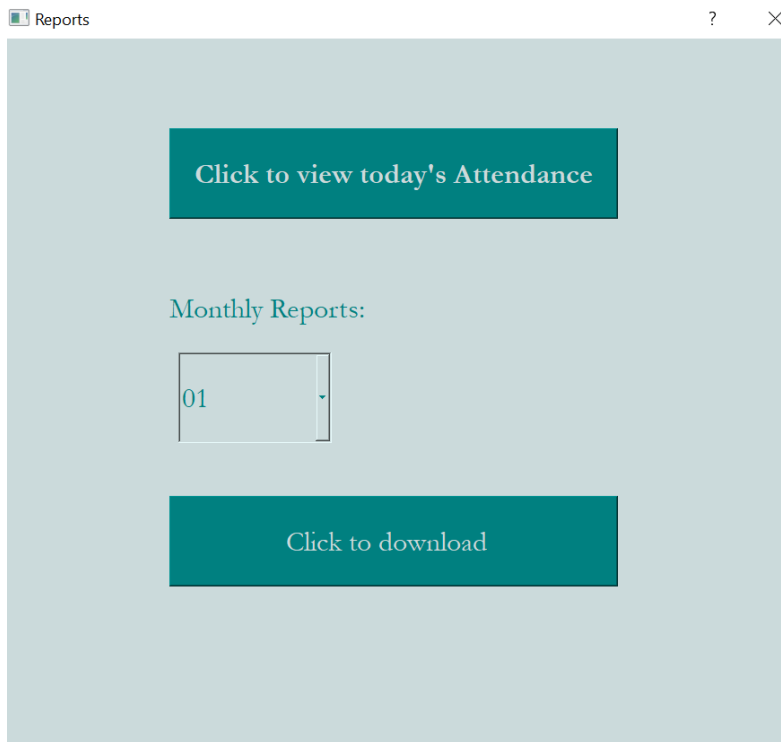 Reports ?
Click to view today's Attendance
Monthly Reports:
01
Click to download